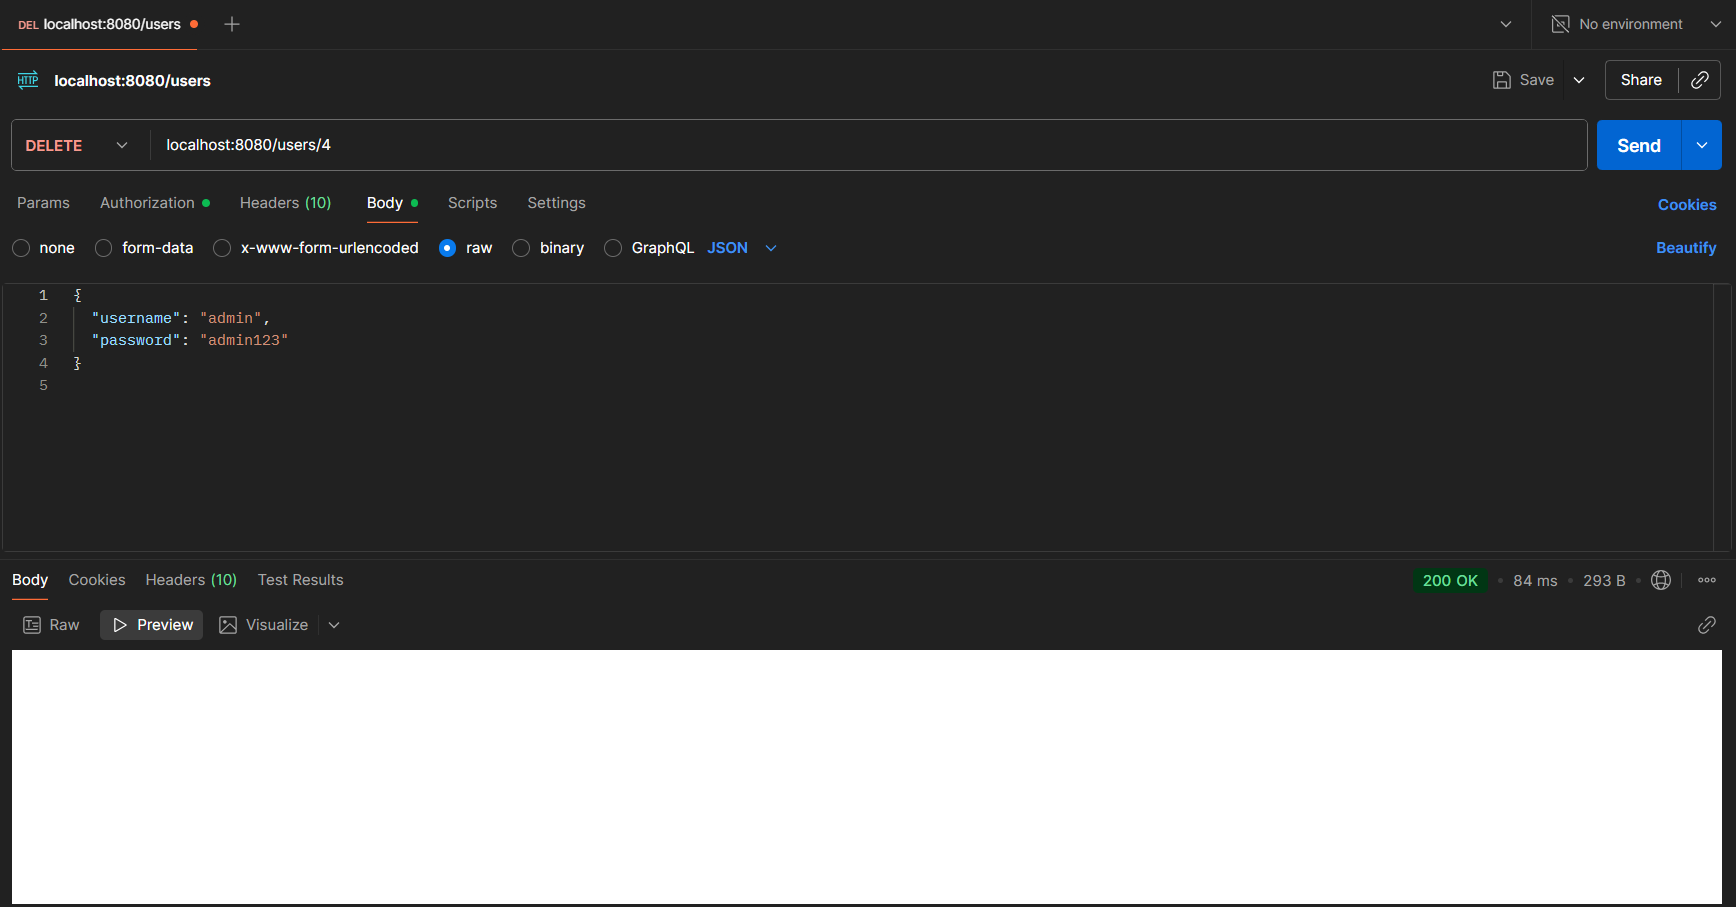 DEL localhost:8080/users
No environment
HTTP localhost:8080/users
Save
Share
DELETE localhost:8080/users/4
Send
Params Authorization Headers (10) Body Scripts Settings
Cookies
none form-data x-www-form-urlencoded raw binary GraphQL JSON
Beautify
1 {
2 "username": "admin",
3 "password": "admin123"
4 }
5
Body Cookies Headers (10) Test Results
200 OK • 84 ms • 293 B
Raw Preview Visualize